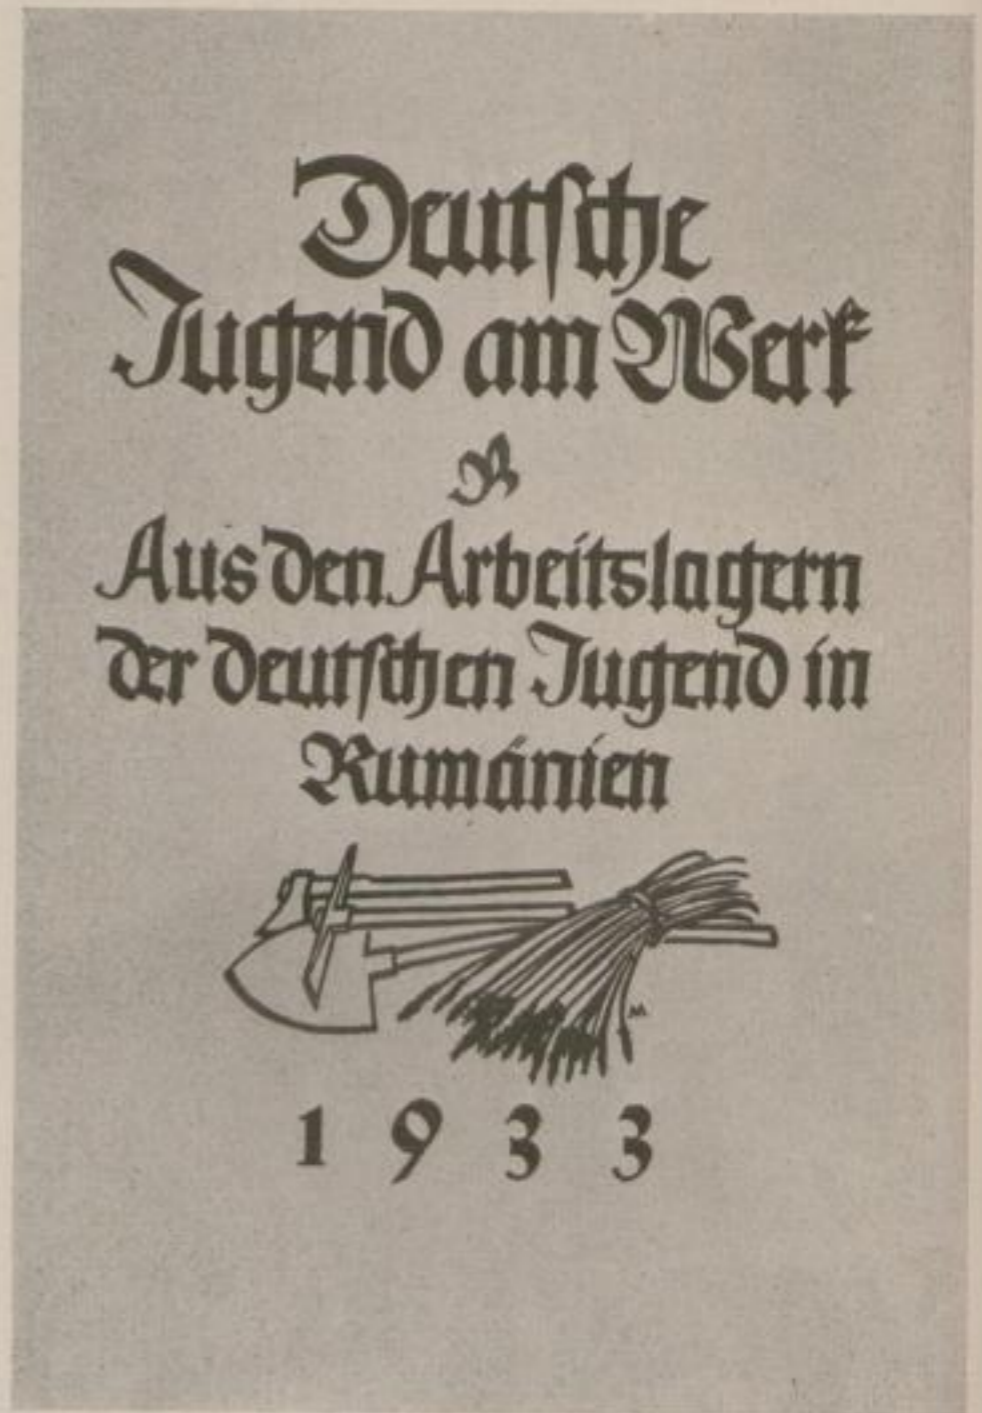 Deutsche
Jugend am Werk
Aus den Arbeitslagern
der deutschen Jugend in
Rumänien
M
1933